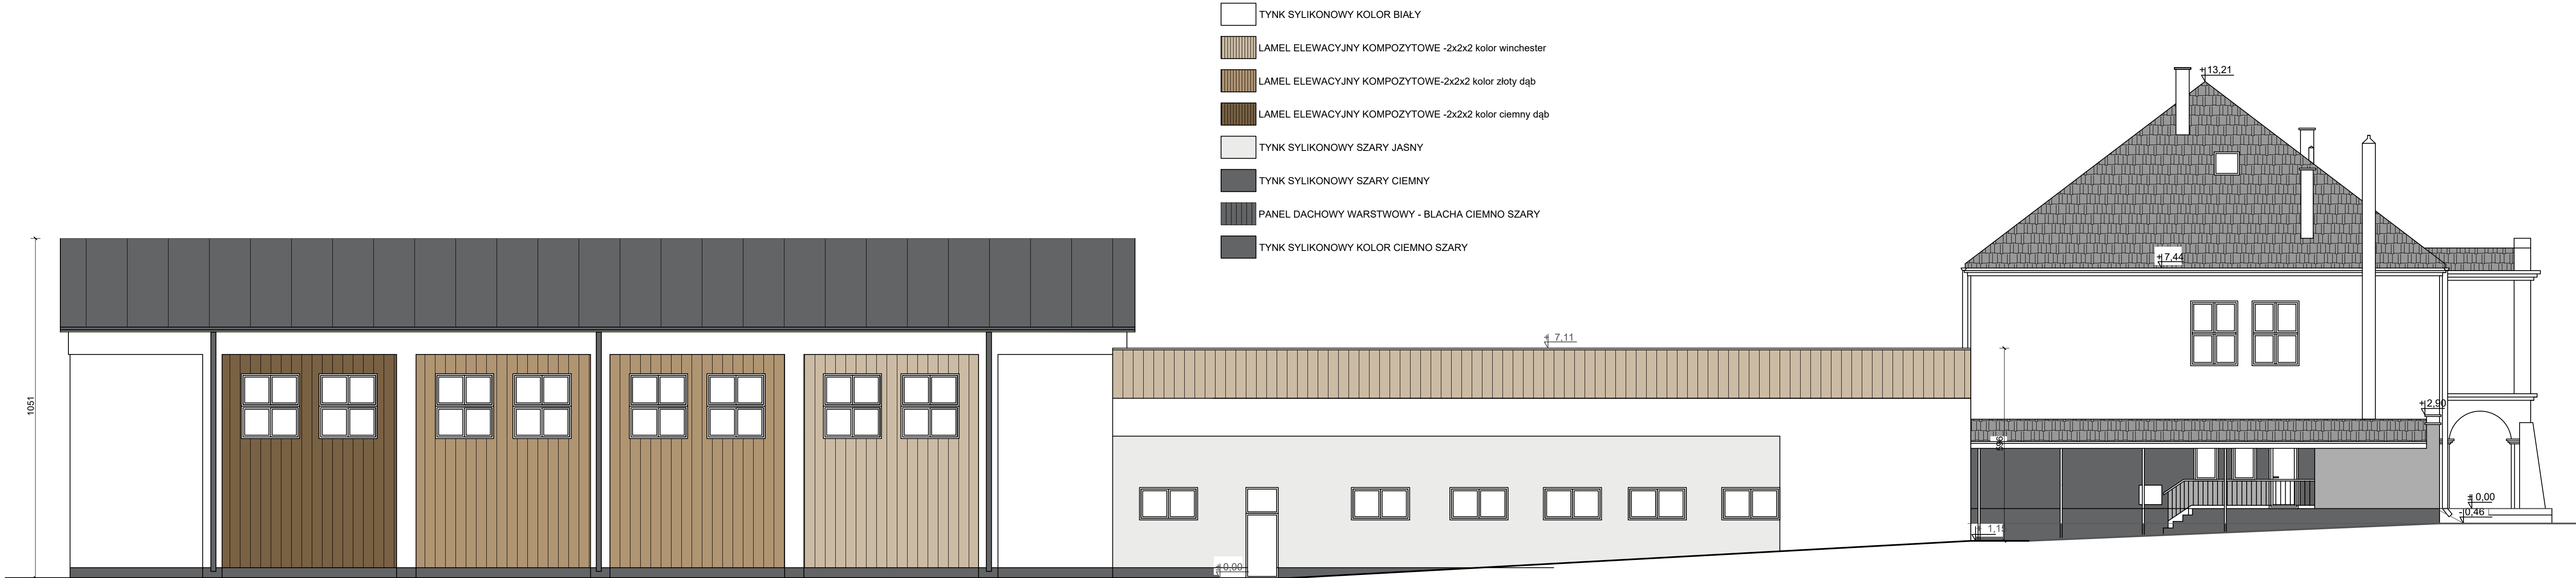 TYNK SYLIKONOWY KOLOR BIAŁY
LAMEL ELEWACYJNY KOMPOZYTOWE -2x2x2 kolor winchester
LAMEL ELEWACYJNY KOMPOZYTOWE-2x2x2 kolor złoty dąb
LAMEL ELEWACYJNY KOMPOZYTOWE -2x2x2 kolor ciemny dąb
TYNK SYLIKONOWY SZARY JASNY
TYNK SYLIKONOWY SZARY CIEMNY
PANEL DACHOWY WARSTWOWY - BLACHA CIEMNO SZARY
TYNK SYLIKONOWY KOLOR CIEMNO SZARY
+13,21
+7,44
1051
+ 7,11
+2,90
±0,00
-0,46
+ 1,15
±0,00